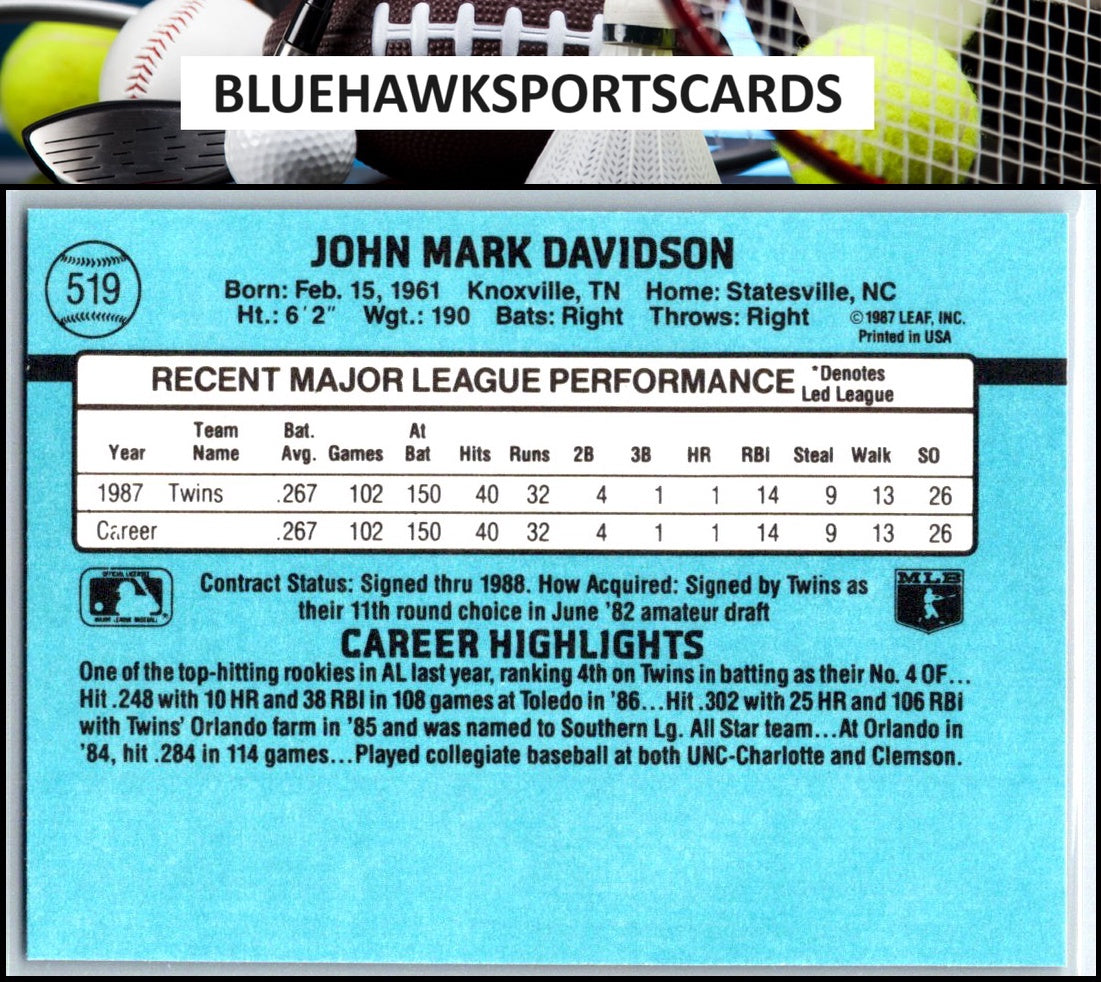 BLUEHAWKSPORTSCARDS
519
JOHN MARK DAVIDSON
Born: Feb. 15, 1961 Knoxville, TN Home: Statesville, NC
Ht.: 6'2" Wgt.: 190 Bats: Right Throws: Right
© 1987 LEAF, INC.
Printed in USA
RECENT MAJOR LEAGUE PERFORMANCE *Denotes Led League
Year Team Name Bat. Avg. Games At Bat Hits Runs 2B 3B HR RBI Steal Walk SO
1987 Twins .267 102 150 40 32 4 1 1 14 9 13 26
Career .267 102 150 40 32 4 1 1 14 9 13 26
Contract Status: Signed thru 1988. How Acquired: Signed by Twins as
their 11th round choice in June '82 amateur draft
MLB
CAREER HIGHLIGHTS
One of the top-hitting rookies in AL last year, ranking 4th on Twins in batting as their No. 4 OF...
Hit .248 with 10 HR and 38 RBI in 108 games at Toledo in '86...Hit .302 with 25 HR and 106 RBI
with Twins' Orlando farm in '85 and was named to Southern Lg. All Star team...At Orlando in
'84, hit .284 in 114 games...Played collegiate baseball at both UNC-Charlotte and Clemson.